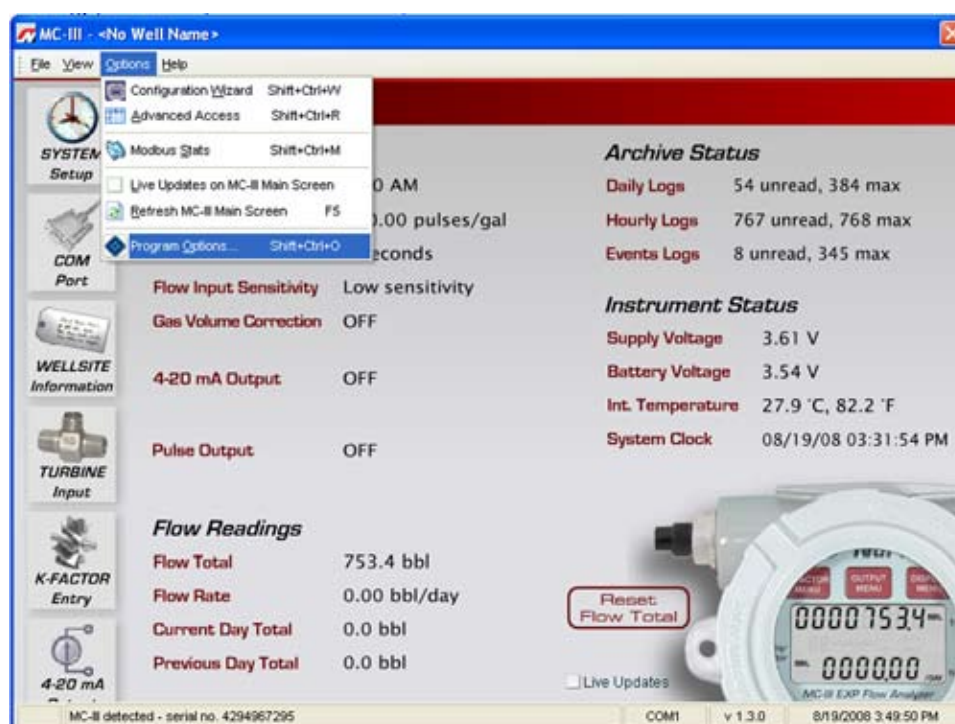 MC-III - <No Well Name>
File View Options Help
Configuration Wizard Shift+Ctrl+W
Advanced Access Shift+Ctrl+R
Modbus Stats Shift+Ctrl+M
Live Updates on MC-III Main Screen
Refresh MC-III Main Screen F5
Program Options... Shift+Ctrl+O
SYSTEM
Setup
COM
Port
WELLSITE
Information
TURBINE
Input
K-FACTOR
Entry
4-20 mA
0 AM
0.00 pulses/gal
econds
Flow Input Sensitivity Low sensitivity
Gas Volume Correction OFF
4-20 mA Output OFF
Pulse Output OFF
Flow Readings
Flow Total 753.4 bbl
Flow Rate 0.00 bbl/day
Current Day Total 0.0 bbl
Previous Day Total 0.0 bbl
Archive Status
Daily Logs 54 unread, 384 max
Hourly Logs 767 unread, 768 max
Events Logs 8 unread, 345 max
Instrument Status
Supply Voltage 3.61 V
Battery Voltage 3.54 V
Int. Temperature 27.9 °C, 82.2 °F
System Clock 08/19/08 03:31:54 PM
Reset
Flow Total
Live Updates
OUTPUT
MENU
0000753.4
0000.00
MC-III EXP Flow Analyzer
MC-II detected - serial no. 4294967295 COM1 v 1.3.0 8/19/2008 3:49:50 PM